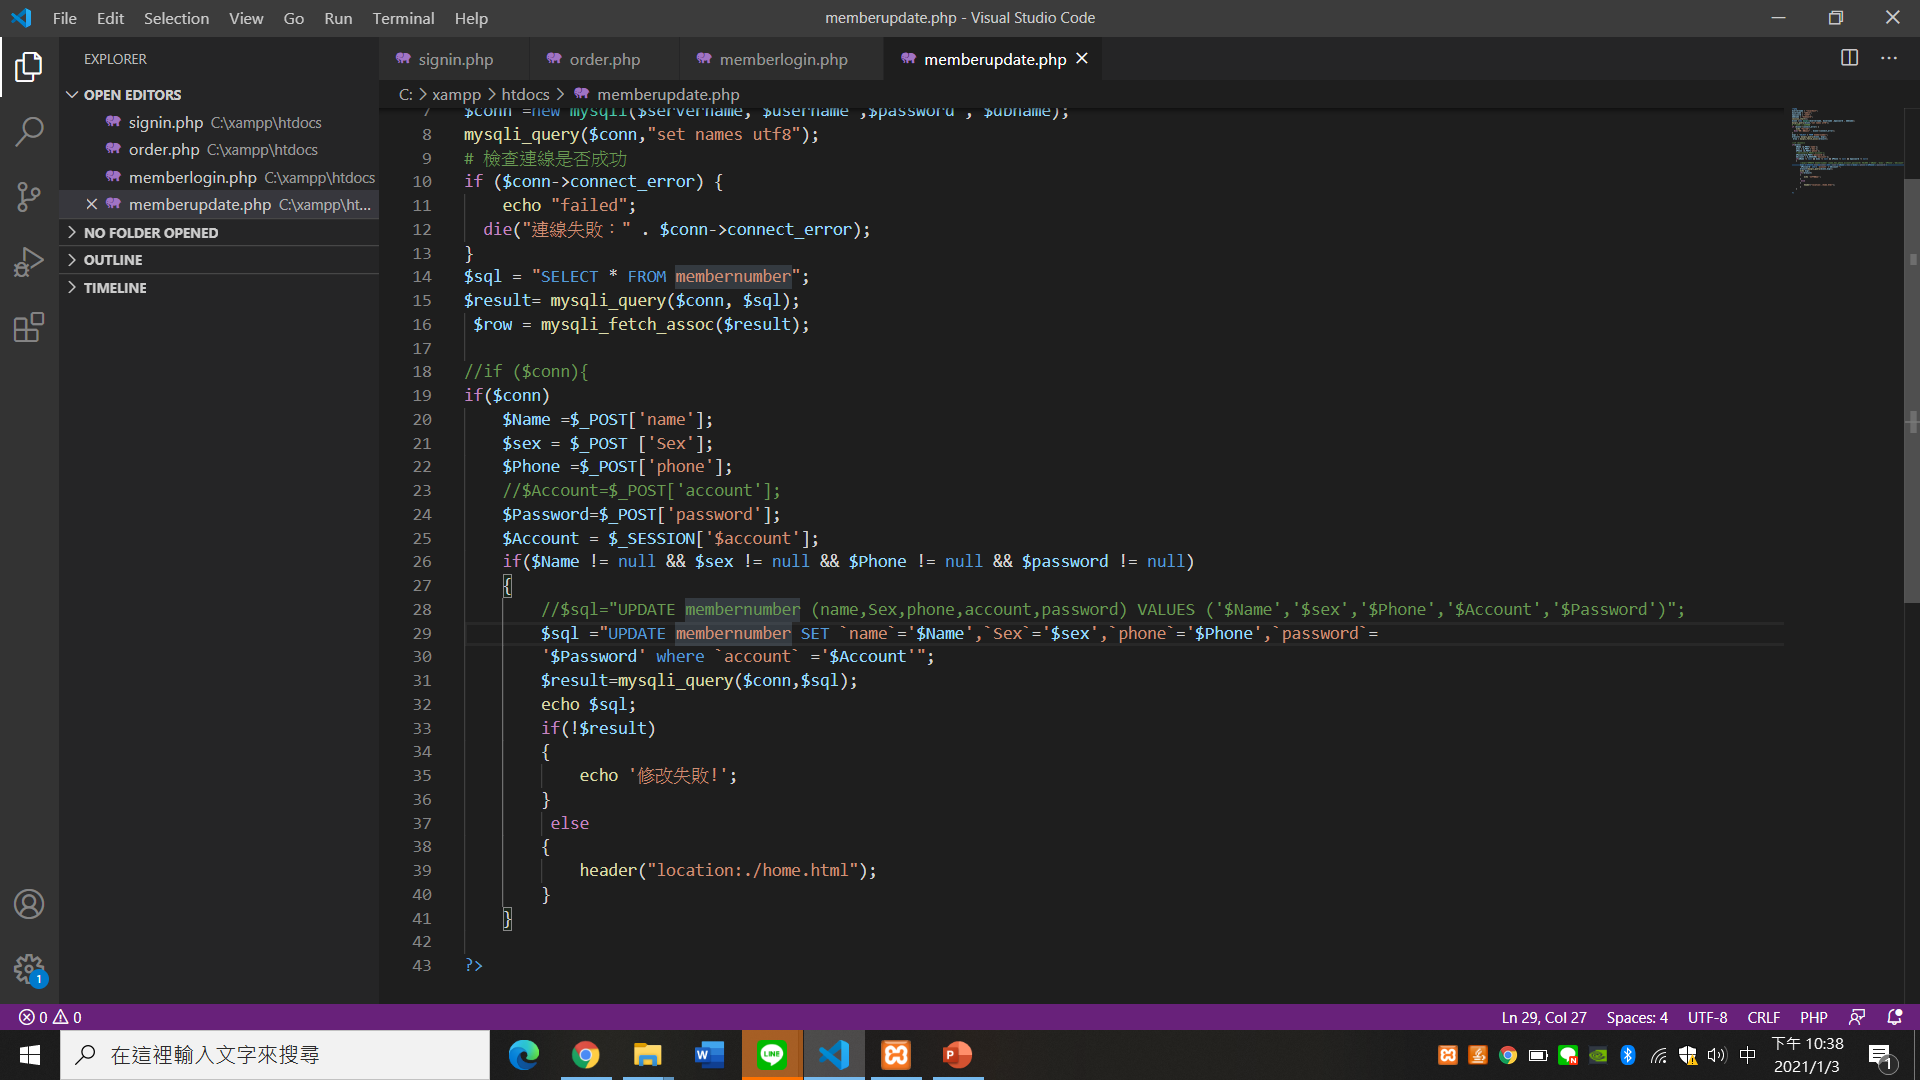 File Edit Selection View Go Run Terminal Help
memberupdate.php - Visual Studio Code
EXPLORER
OPEN EDITORS
signin.php C:\xampp\htdocs
order.php C:\xampp\htdocs
memberlogin.php C:\xampp\htdocs
memberupdate.php C:\xampp\ht...
NO FOLDER OPENED
OUTLINE
TIMELINE
signin.php order.php memberlogin.php memberupdate.php
C: > xampp > htdocs > memberupdate.php
7 $conn =new mysqli($servername, $username ,$password , $dbname);
8 mysqli_query($conn,"set names utf8");
9 # 檢查連線是否成功
10 if ($conn->connect_error) {
11 echo "failed";
12 die("連線失敗：" . $conn->connect_error);
13 }
14 $sql = "SELECT * FROM membernumber";
15 $result= mysqli_query($conn, $sql);
16 $row = mysqli_fetch_assoc($result);
17
18 //if ($conn){
19 if($conn)
20 $Name =$_POST['name'];
21 $sex = $_POST ['Sex'];
22 $Phone =$_POST['phone'];
23 //$Account=$_POST['account'];
24 $Password=$_POST['password'];
25 $Account = $_SESSION['$account'];
26 if($Name != null && $sex != null && $Phone != null && $password != null)
27 {
28 //$sql="UPDATE membernumber (name,Sex,phone,account,password) VALUES ('$Name','$sex','$Phone','$Account','$Password')";
29 $sql ="UPDATE membernumber SET `name`='$Name',`Sex`='$sex',`phone`='$Phone',`password`=
30 '$Password' where `account` ='$Account'";
31 $result=mysqli_query($conn,$sql);
32 echo $sql;
33 if(!$result)
34 {
35 echo '修改失敗!';
36 }
37 else
38 {
39 header("location:./home.html");
40 }
41 }
42
43 ?>
1
0 0
Ln 29, Col 27 Spaces: 4 UTF-8 CRLF PHP
在這裡輸入文字來搜尋
中
下午 10:38
2021/1/3
1